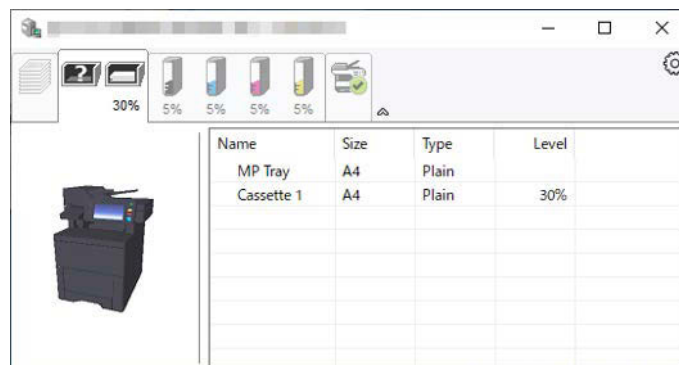 ?
30%
5% 5% 5% 5%
Name Size Type Level
MP Tray A4 Plain
Cassette 1 A4 Plain 30%